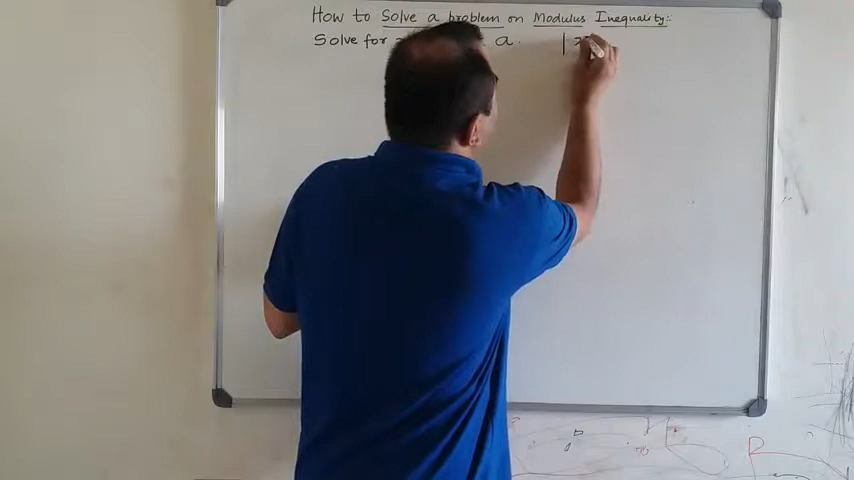 How to Solve a problem on Modulus Inequality:
Solve for a. |x